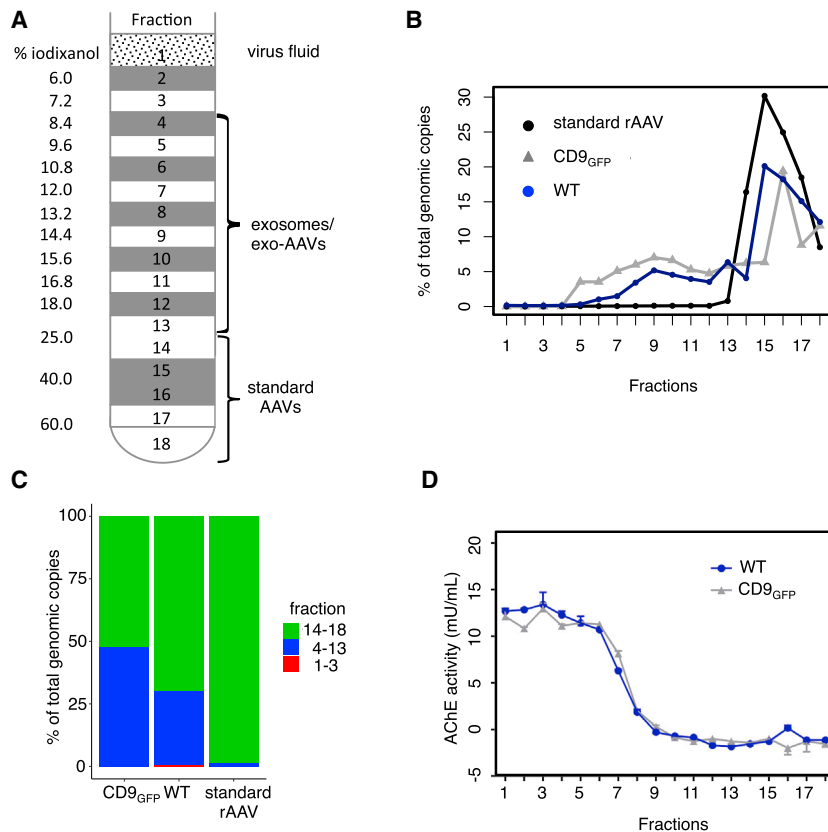 A
Fraction
% iodixanol
1
virus fluid
6.0
2
7.2
3
8.4
4
9.6
5
10.8
6
12.0
7
13.2
8
exosomes/
exo-AAVs
14.4
9
15.6
10
16.8
11
18.0
12
13
25.0
14
40.0
15
16
standard
AAVs
60.0
17
18
B
% of total genomic copies
30
25
20
15
10
5
0
standard rAAV
CD9GFP
WT
1
3
5
7
9
11
13
15
17
Fractions
C
% of total genomic copies
100
75
50
25
0
fraction
14-18
4-13
1-3
CD9GFP WT standard
rAAV
D
AChE activity (mU/mL)
20
15
10
5
0
-5
WT
CD9GFP
1
3
5
7
9
11
13
15
17
Fractions